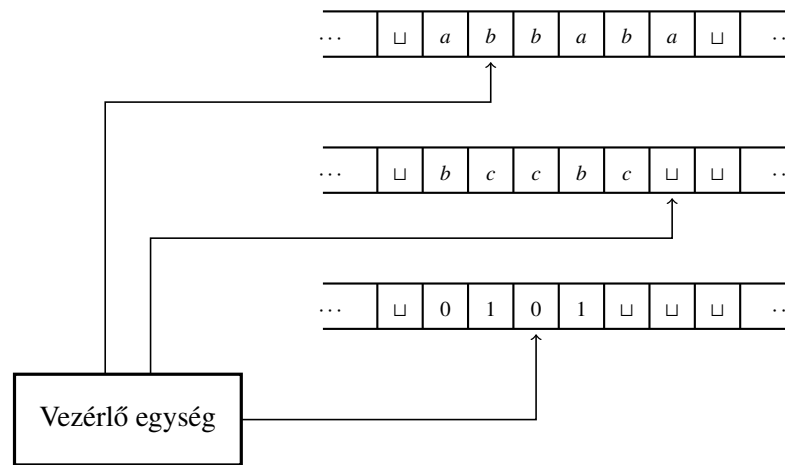 … ⊔ a b b a b a ⊔ …
… ⊔ b c c b c ⊔ ⊔ …
… ⊔ 0 1 0 1 ⊔ ⊔ ⊔ …
Vezérlő egység